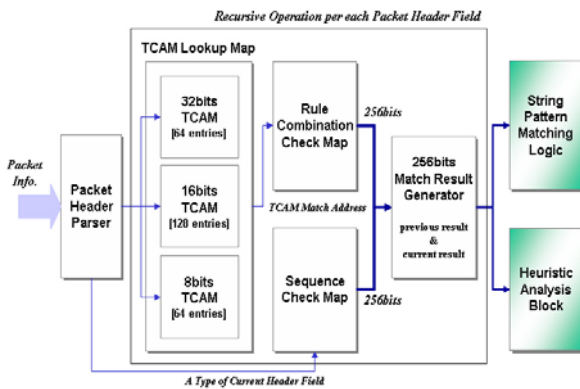 Recursive Operation per each Packet Header Field
TCAM Lookup Map
32bits
TCAM
[64 entries]
16bits
TCAM
[128 entries]
8bits
TCAM
[64 entries]
Packet
Info.
Packet
Header
Parser
Rule
Combination
Check Map
256bits
TCAM Match Address
Sequence
Check Map
256bits
256bits
Match Result
Generator
previous result
&
current result
String
Pattern
Matching
Logic
Heuristic
Analysis
Block
A Type of Current Header Field